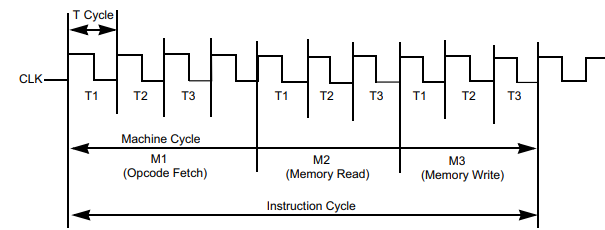 T Cycle
CLK
T1 T2 T3 T1 T2 T3 T1 T2 T3
Machine Cycle
M1 M2 M3
(Opcode Fetch) (Memory Read) (Memory Write)
Instruction Cycle